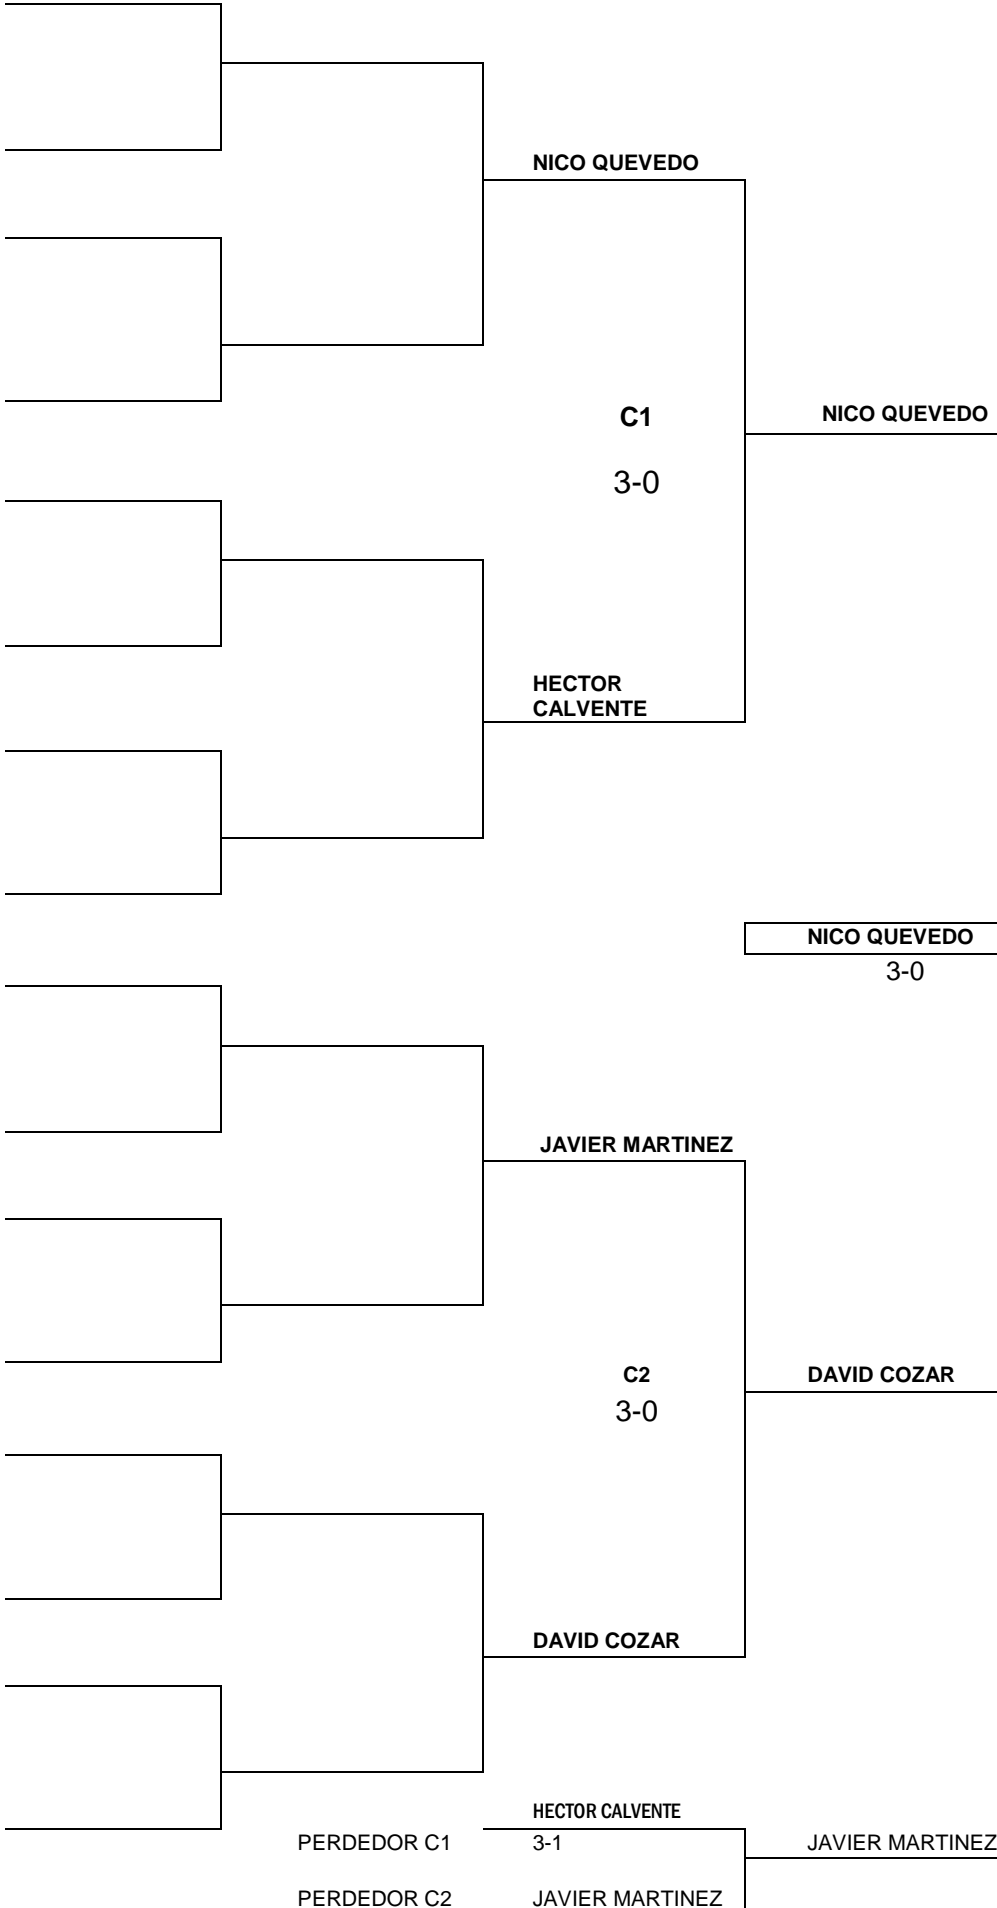 NICO QUEVEDO
C1
NICO QUEVEDO
3-0
HECTOR
CALVENTE
NICO QUEVEDO
3-0
JAVIER MARTINEZ
C2
DAVID COZAR
3-0
DAVID COZAR
HECTOR CALVENTE
PERDEDOR C1
3-1
JAVIER MARTINEZ
PERDEDOR C2
JAVIER MARTINEZ